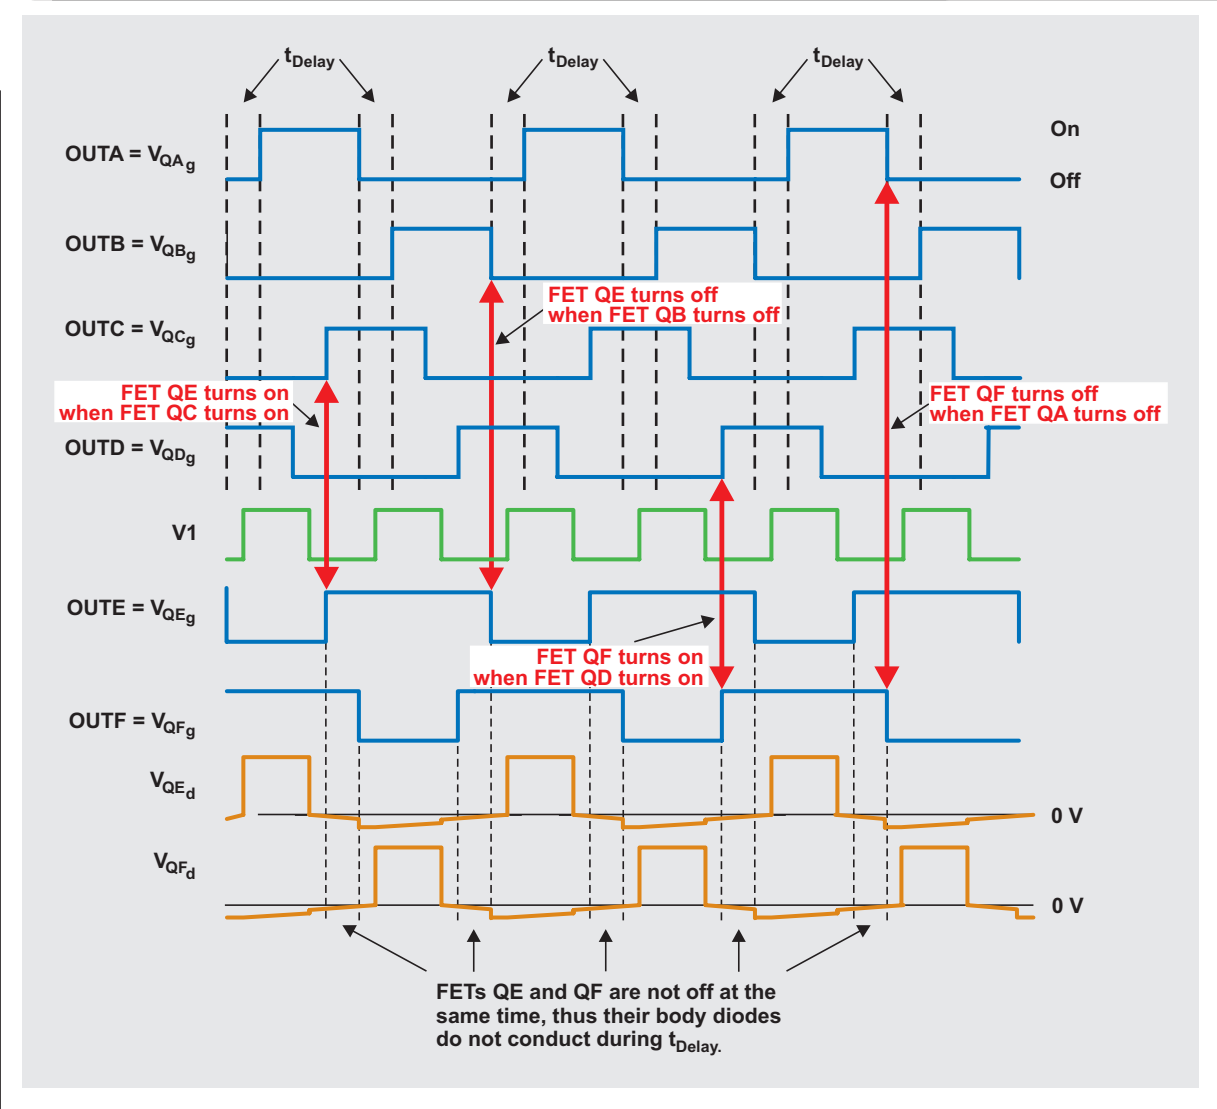 tDelay tDelay tDelay
On
OUTA = VQAg
Off
OUTB = VQBg
FET QE turns off
when FET QB turns off
OUTC = VQCg
FET QE turns on
when FET QC turns on
FET QF turns off
when FET QA turns off
OUTD = VQDg
V1
OUTE = VQEg
FET QF turns on
when FET QD turns on
OUTF = VQFg
VQEd
0 V
VQFd
0 V
FETs QE and QF are not off at the
same time, thus their body diodes
do not conduct during tDelay.